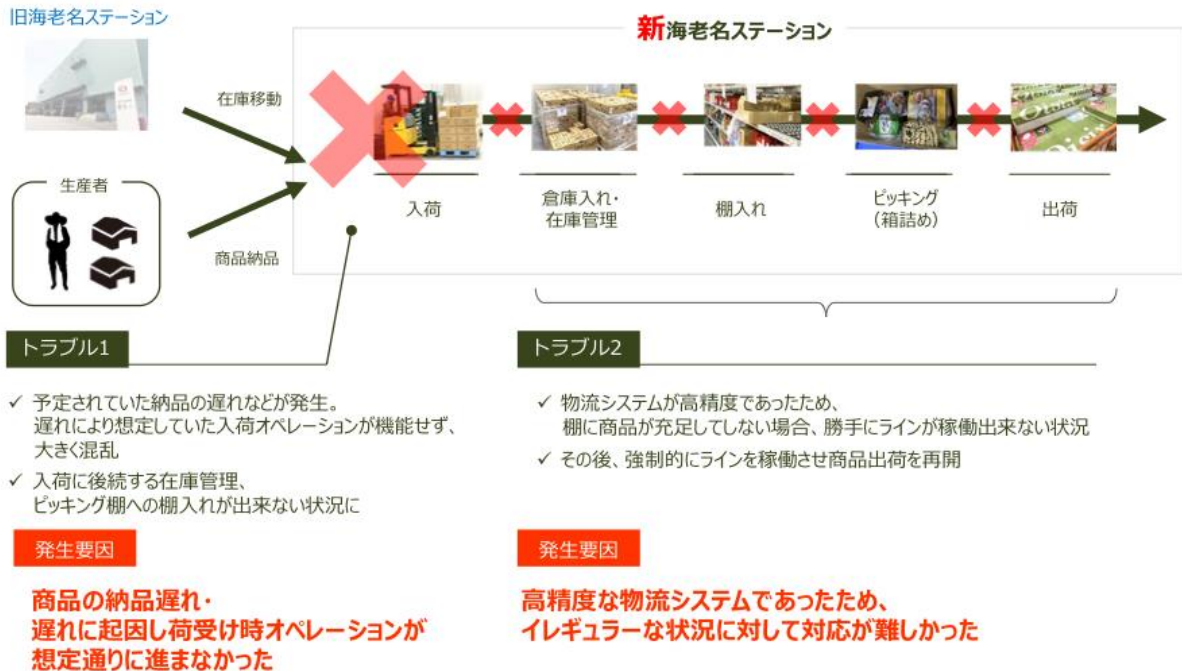 旧海老名ステーション
新海老名ステーション
在庫移動
生産者
商品納品
入荷
倉庫入れ・
在庫管理
棚入れ
ピッキング
（箱詰め）
出荷
トラブル1
✓ 予定されていた納品の遅れなどが発生。
遅れにより想定していた入荷オペレーションが機能せず、
大きく混乱
✓ 入荷に後続する在庫管理、
ピッキング棚への棚入れが出来ない状況に
発生要因
商品の納品遅れ・
遅れに起因し荷受け時オペレーションが
想定通りに進まなかった
トラブル2
✓ 物流システムが高精度であったため、
棚に商品が充足してしない場合、勝手にラインが稼働出来ない状況
✓ その後、強制的にラインを稼働させ商品出荷を再開
発生要因
高精度な物流システムであったため、
イレギュラーな状況に対して対応が難しかった